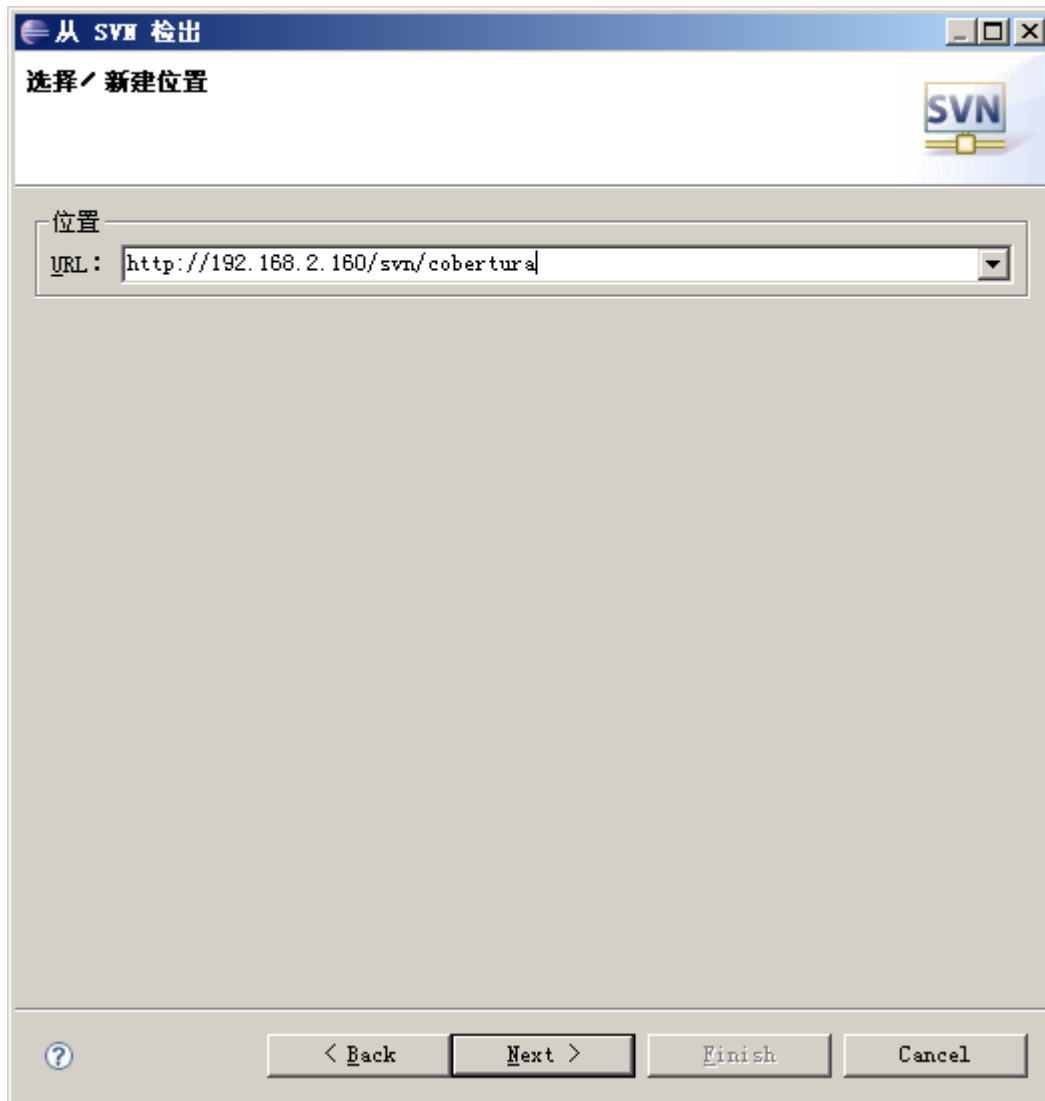 从 SVN 检出
选择/ 新建位置
SVN
位置
URL: http://192.168.2.160/svn/cobertura
?
< Back Next > Finish Cancel